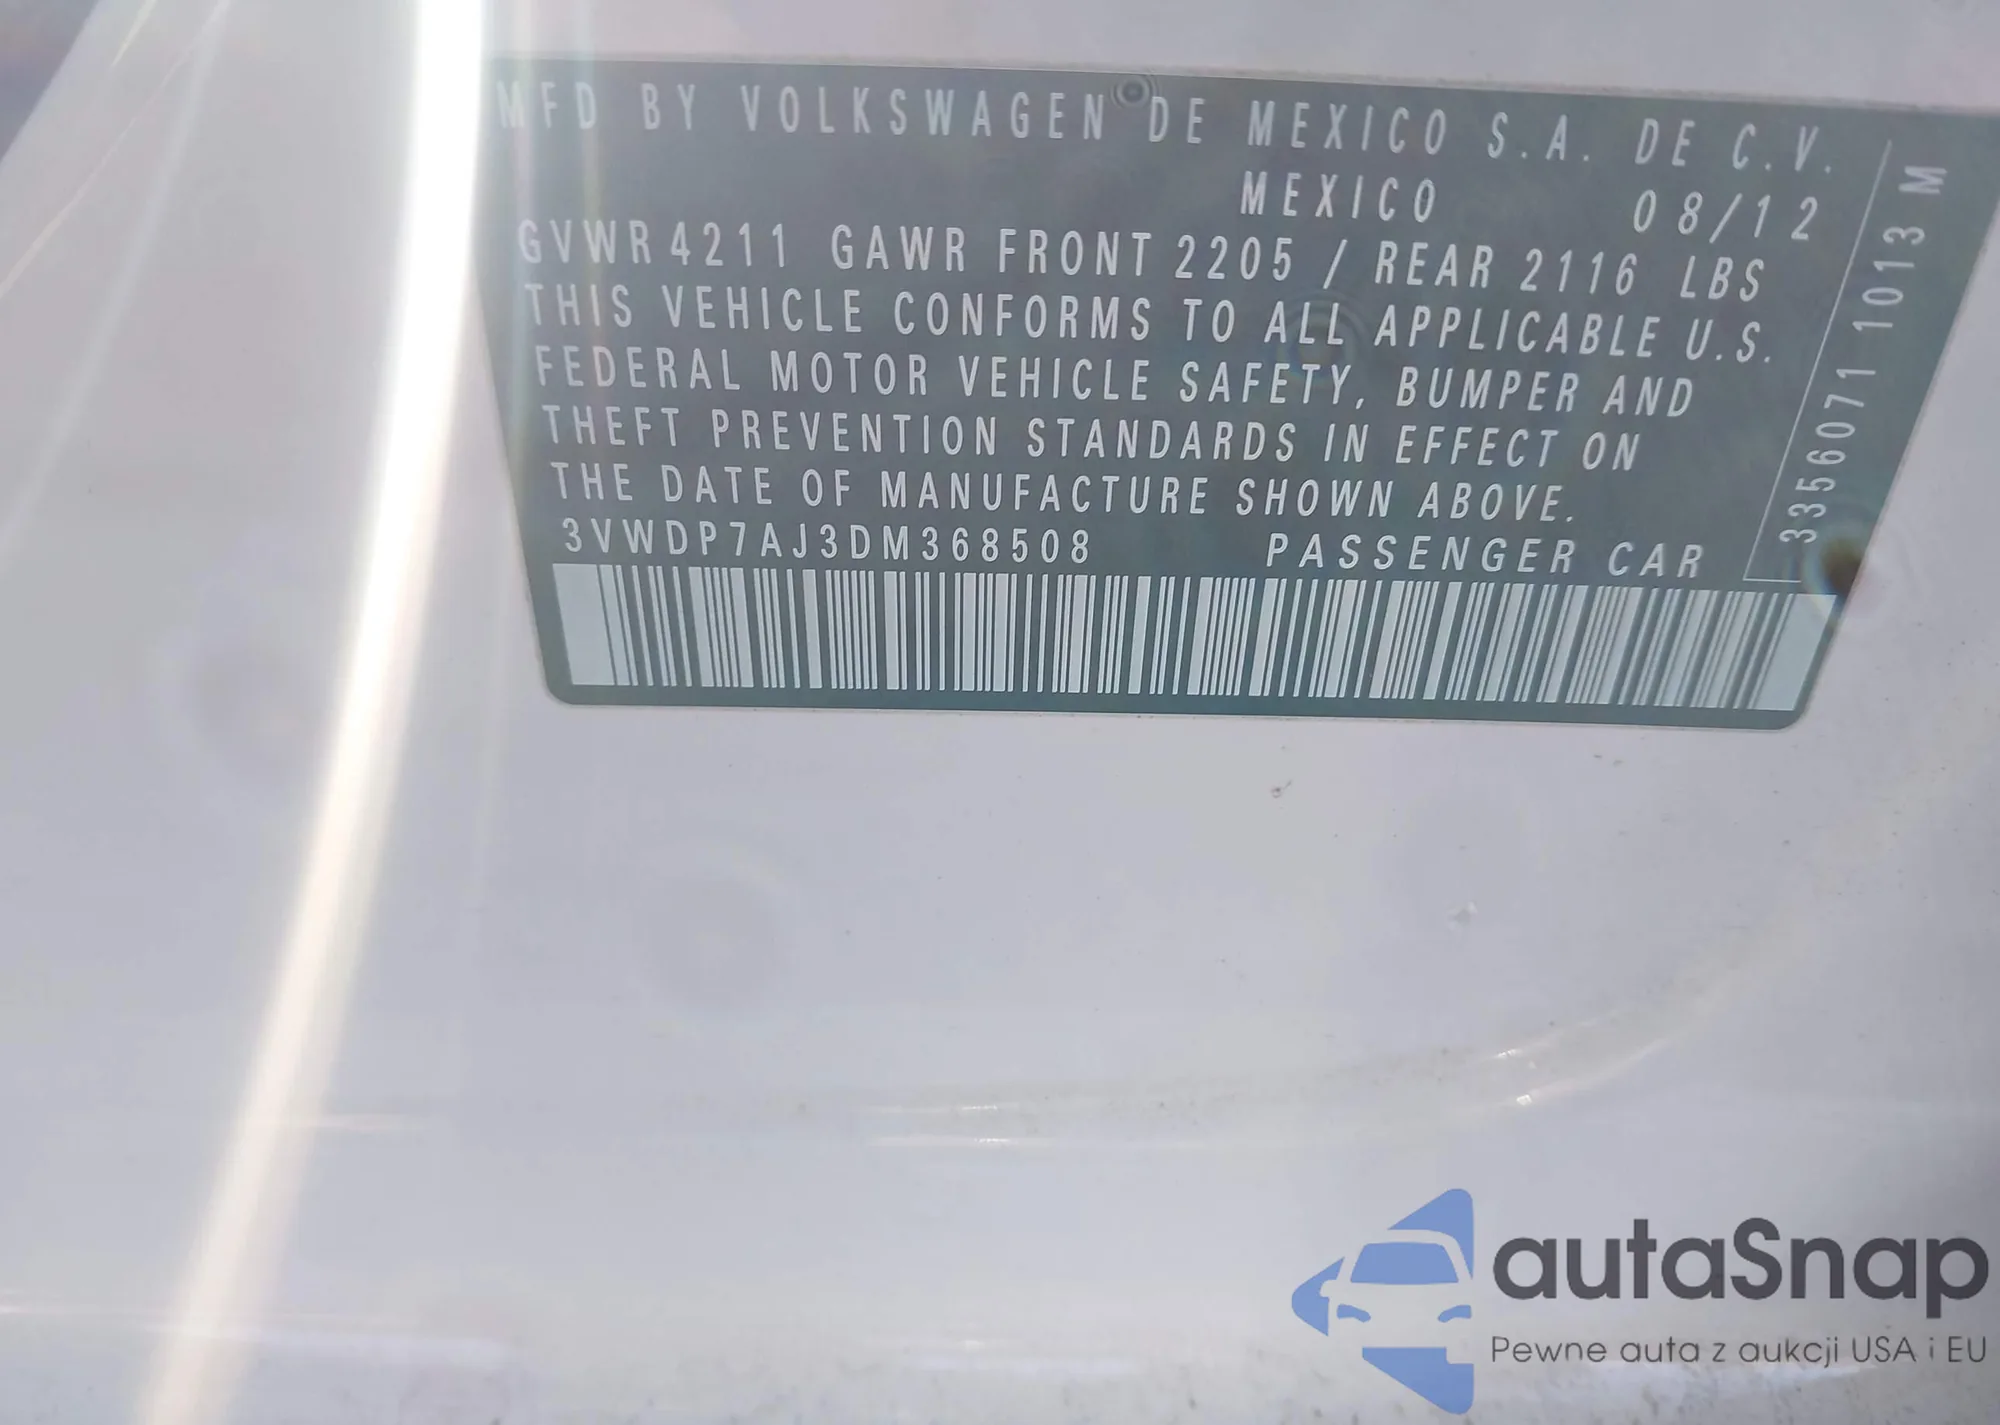 MFD BY VOLKSWAGEN DE MEXICO S.A. DE C.V.
MEXICO 08/12
GVWR 4211 GAWR FRONT 2205 / REAR 2116 LBS
THIS VEHICLE CONFORMS TO ALL APPLICABLE U.S.
FEDERAL MOTOR VEHICLE SAFETY, BUMPER AND
THEFT PREVENTION STANDARDS IN EFFECT ON
THE DATE OF MANUFACTURE SHOWN ABOVE.
3VWDP7AJ3DM368508 PASSENGER CAR
3356071 1013 M
autaSnap
Pewne auta z aukcji USA i EU